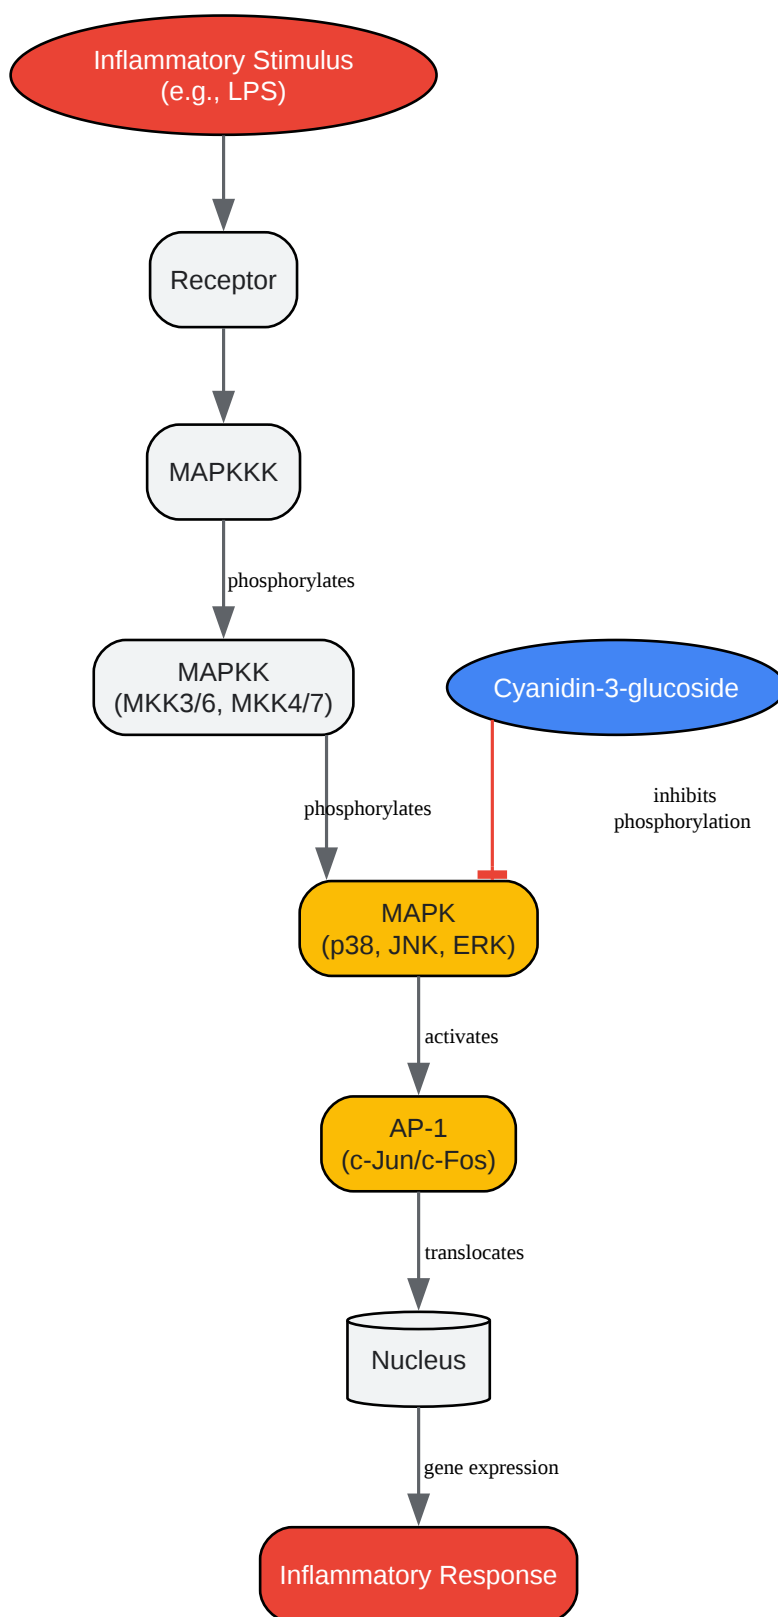 Inflammatory Stimulus
(e.g., LPS)
Receptor
MAPKKK
phosphorylates
MAPKK
(MKK3/6, MKK4/7)
Cyanidin-3-glucoside
phosphorylates
inhibits
phosphorylation
MAPK
(p38, JNK, ERK)
activates
AP-1
(c-Jun/c-Fos)
translocates
Nucleus
gene expression
Inflammatory Response